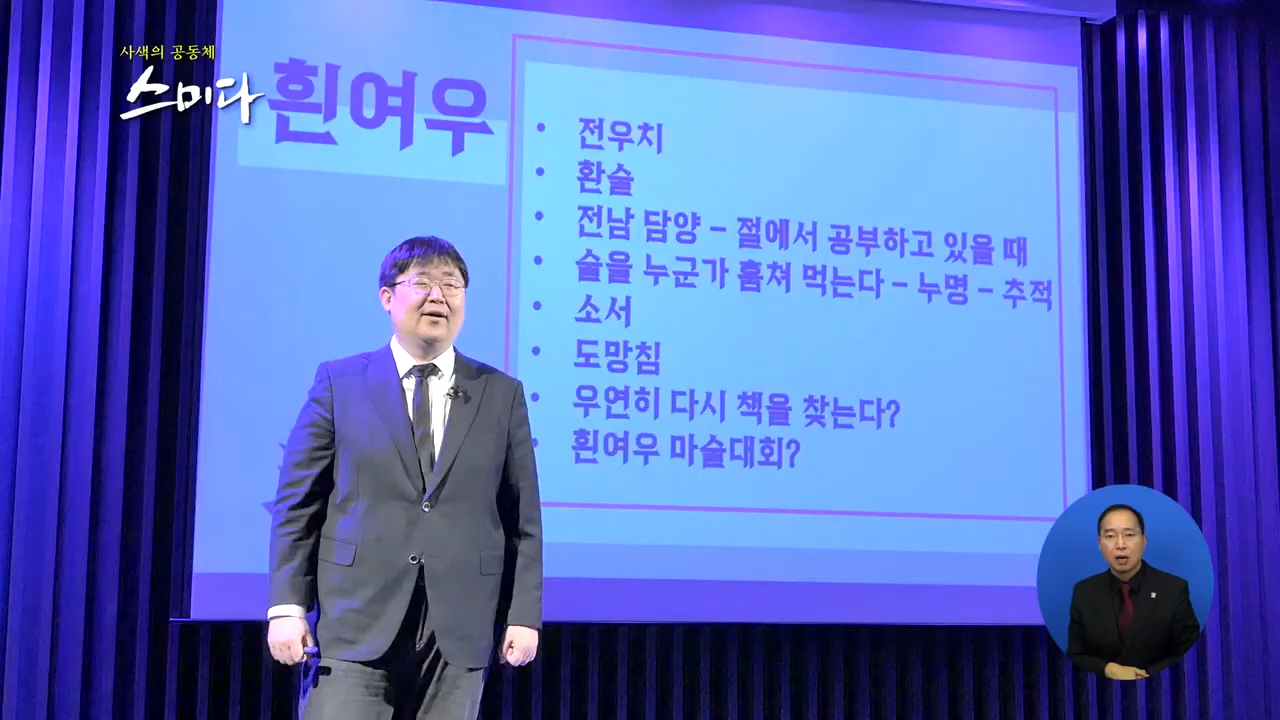 사색의 공동체
스미다
흰여우
• 전우치
• 환술
• 전남 담양 – 절에서 공부하고 있을 때
• 술을 누군가 훔쳐 먹는다 – 누명 – 추적
• 소서
• 도망침
• 우연히 다시 책을 찾는다?
• 흰여우 마술대회?